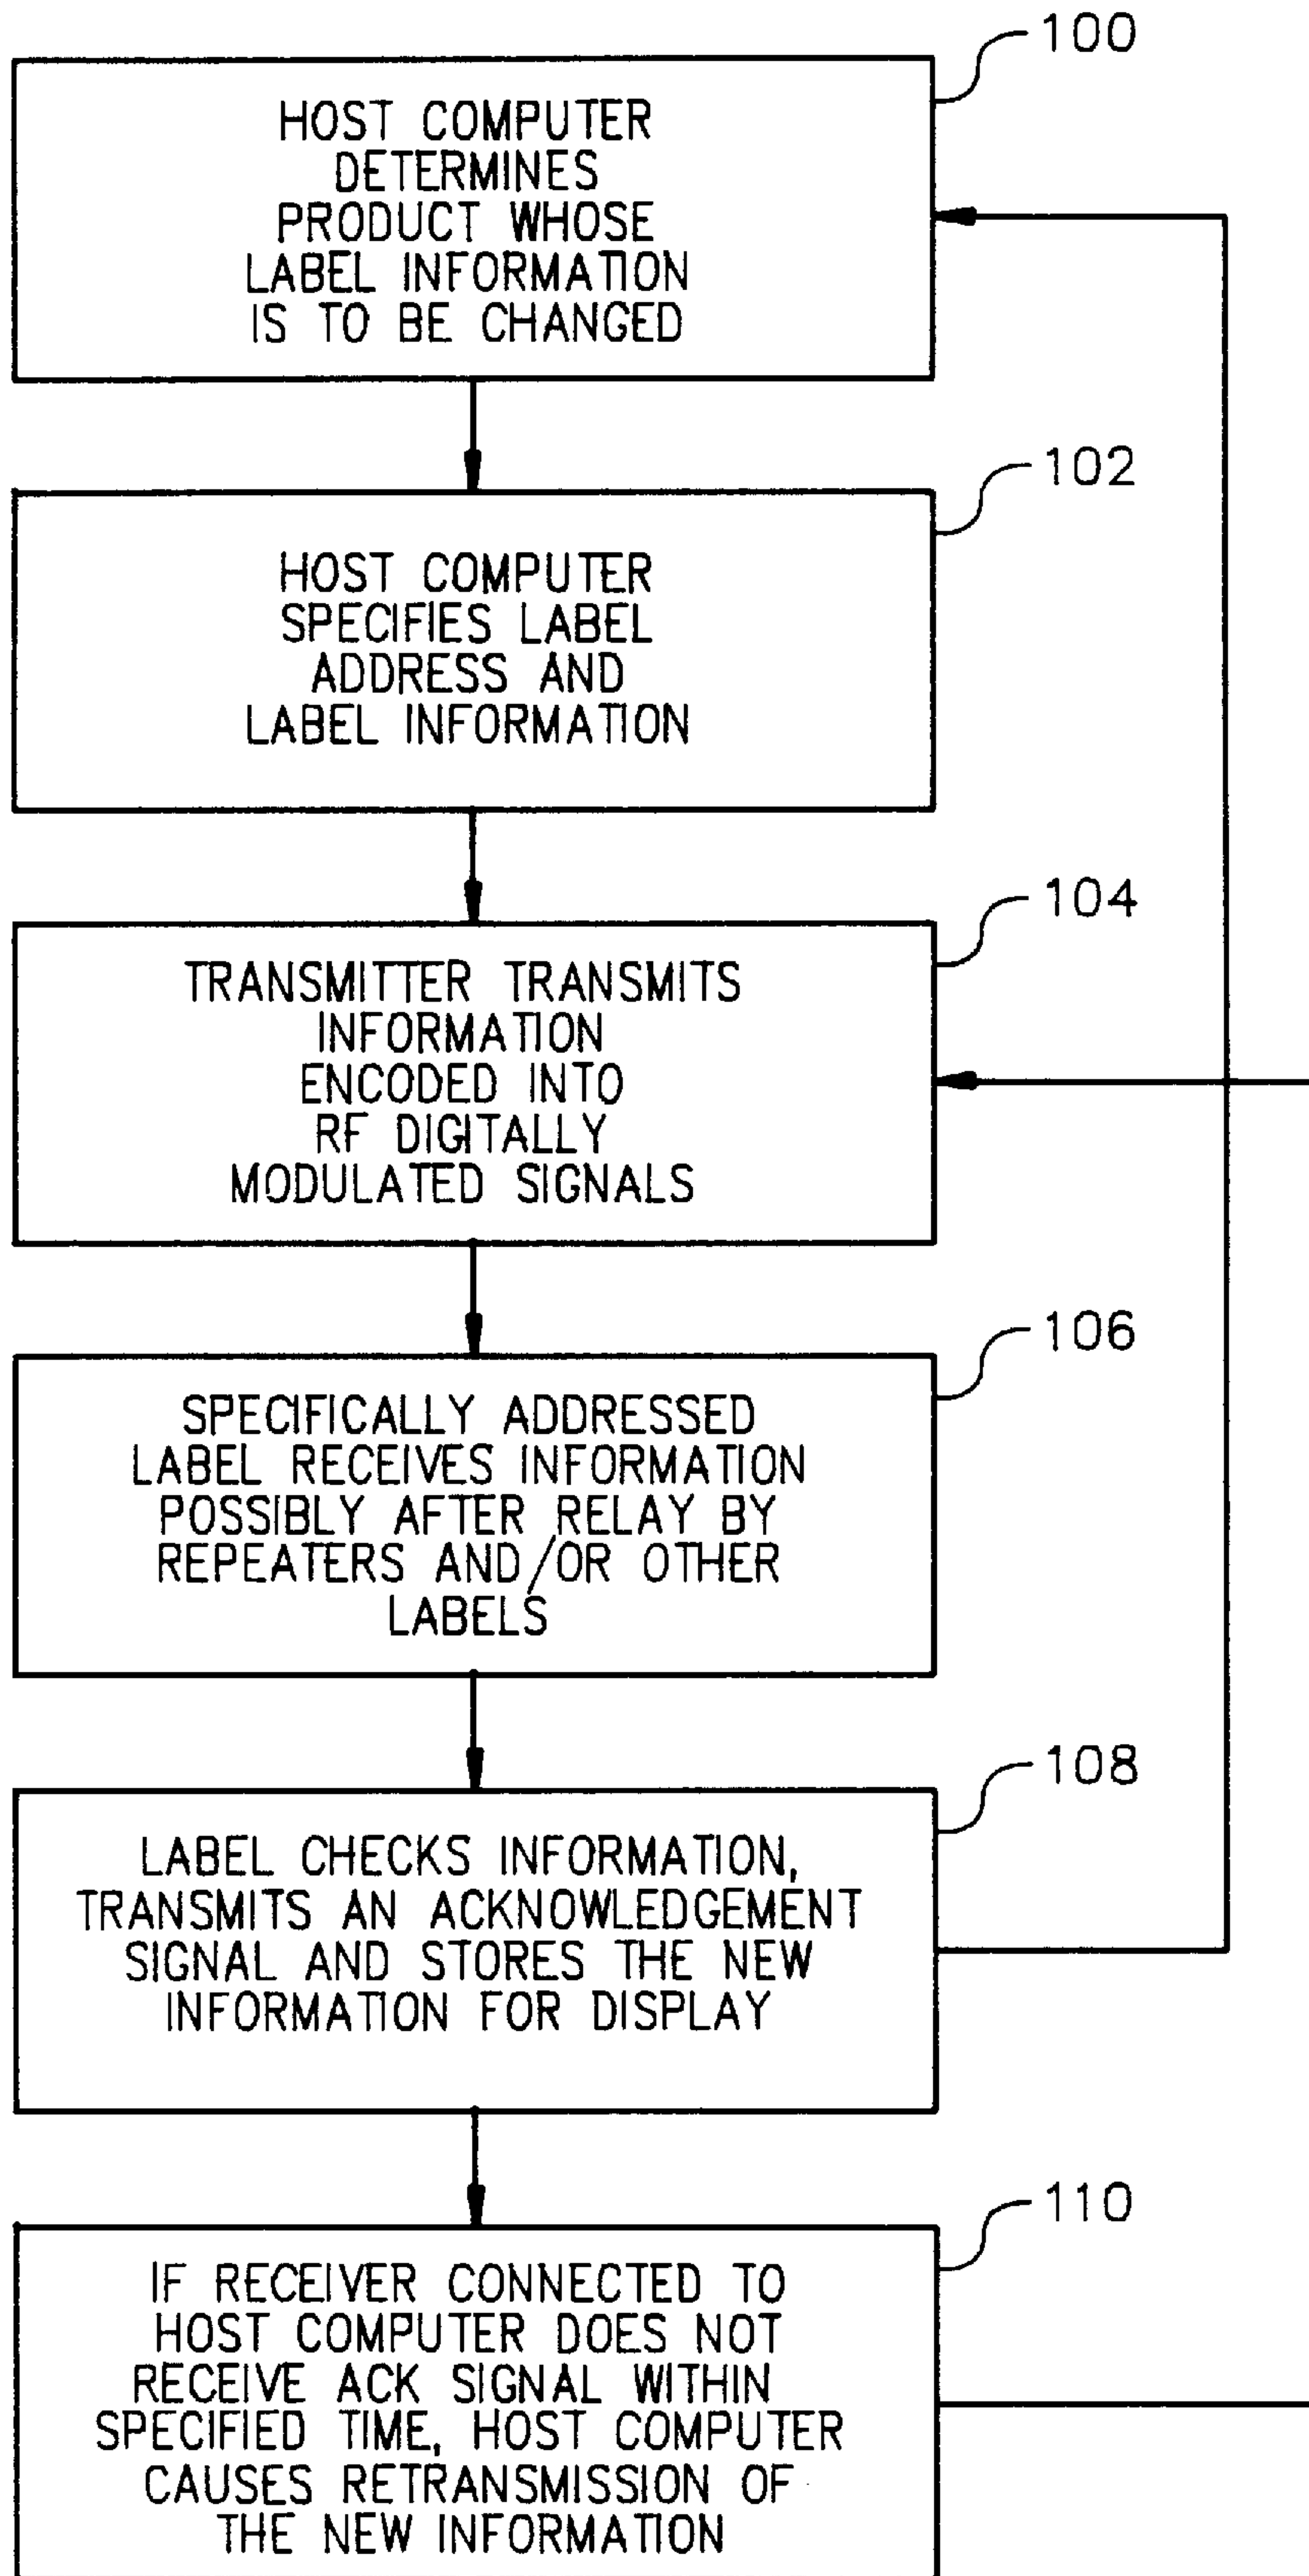 100
HOST COMPUTER
DETERMINES
PRODUCT WHOSE
LABEL INFORMATION
IS TO BE CHANGED
102
HOST COMPUTER
SPECIFIES LABEL
ADDRESS AND
LABEL INFORMATION
104
TRANSMITTER TRANSMITS
INFORMATION
ENCODED INTO
RF DIGITALLY
MODULATED SIGNALS
106
SPECIFICALLY ADDRESSED
LABEL RECEIVES INFORMATION
POSSIBLY AFTER RELAY BY
REPEATERS AND/OR OTHER
LABELS
108
LABEL CHECKS INFORMATION,
TRANSMITS AN ACKNOWLEDGEMENT
SIGNAL AND STORES THE NEW
INFORMATION FOR DISPLAY
110
IF RECEIVER CONNECTED TO
HOST COMPUTER DOES NOT
RECEIVE ACK SIGNAL WITHIN
SPECIFIED TIME, HOST COMPUTER
CAUSES RETRANSMISSION OF
THE NEW INFORMATION